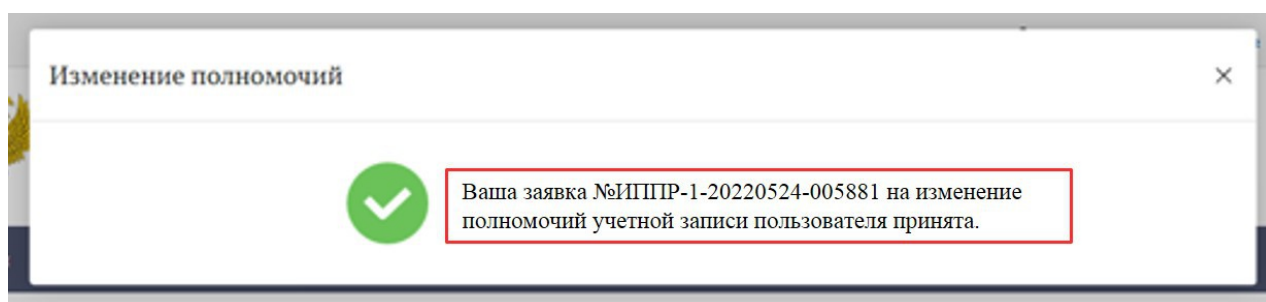 Изменение полномочий
Ваша заявка №ИППР-1-20220524-005881 на изменение
полномочий учетной записи пользователя принята.